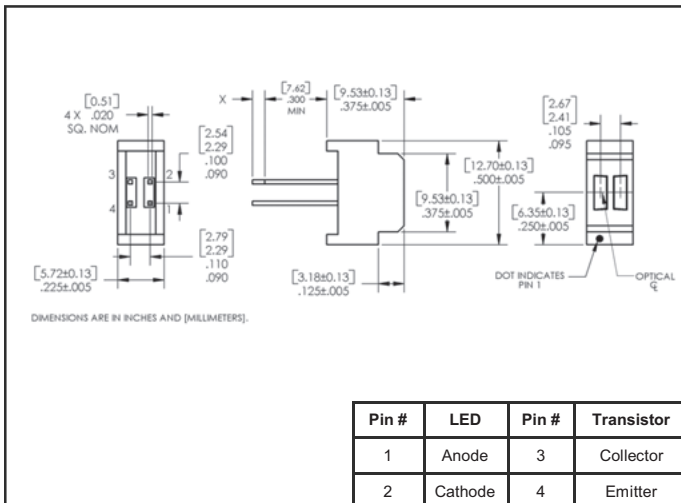 [0.51]
4 X .020
SQ. NOM
X
[7.62]
.300
MIN
[9.53±0.13]
.375±.005
[2.54
2.29]
.100
.090
3
2
4
1
[2.79
2.29]
.110
.090
[5.72±0.13]
.225±.005
[12.70±0.13]
.500±.005
[9.53±0.13]
.375±.005
[3.18±0.13]
.125±.005
[2.67
2.41]
.105
.095
[6.35±0.13]
.250±.005
DOT INDICATES
PIN 1
OPTICAL
℄
DIMENSIONS ARE IN INCHES AND [MILLIMETERS].
Pin # LED Pin # Transistor
1 Anode 3 Collector
2 Cathode 4 Emitter